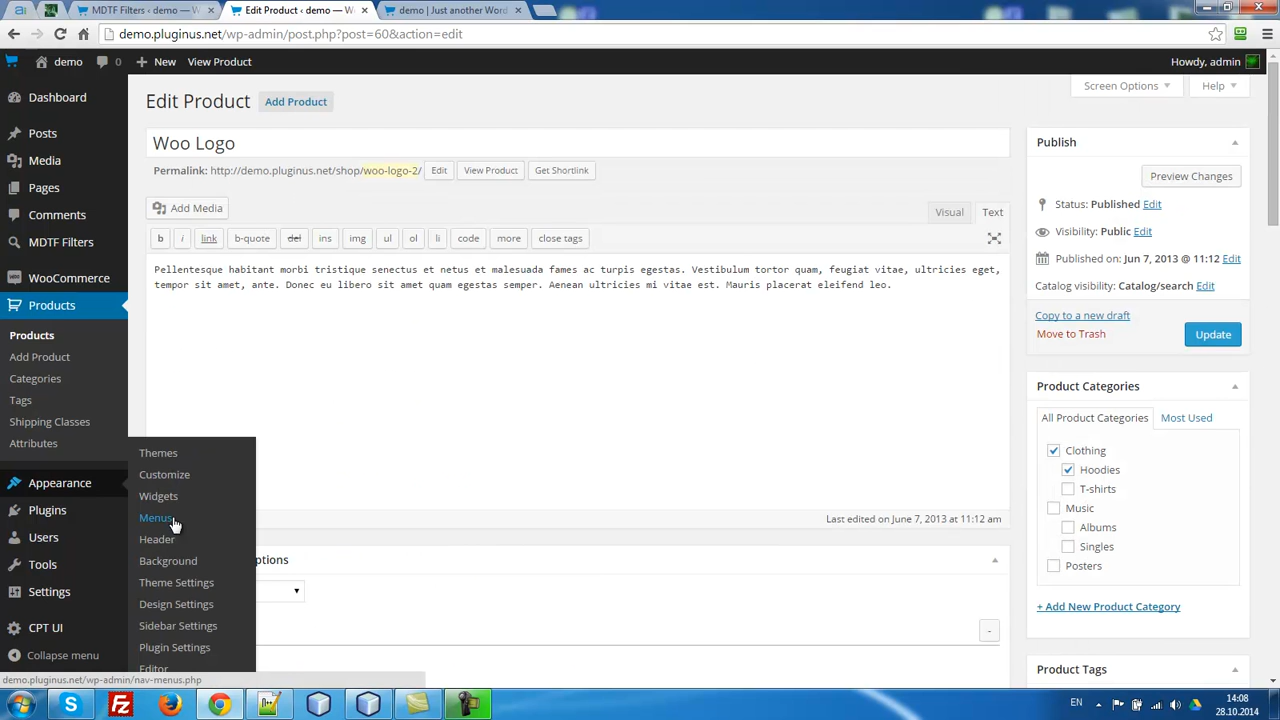 MDTF Filters ‹ demo — W
Edit Product ‹ demo — W
demo | Just another Word
demo.pluginus.net/wp-admin/post.php?post=60&action=edit
demo 0 New View Product Howdy, admin
Dashboard
Posts
Media
Pages
Comments
MDTF Filters
WooCommerce
Products
Products
Add Product
Categories
Tags
Shipping Classes
Attributes
Appearance
Plugins
Users
Tools
Settings
CPT UI
Collapse menu
Themes
Customize
Widgets
Menus
Header
Background
Theme Settings
Design Settings
Sidebar Settings
Plugin Settings
Editor
Screen Options Help
Edit Product Add Product
Woo Logo
Permalink: http://demo.pluginus.net/shop/woo-logo-2/ Edit View Product Get Shortlink
Add Media Visual Text
b i link b-quote del ins img ul ol li code more close tags
Pellentesque habitant morbi tristique senectus et netus et malesuada fames ac turpis egestas. Vestibulum tortor quam, feugiat vitae, ultricies eget,
tempor sit amet, ante. Donec eu libero sit amet quam egestas semper. Aenean ultricies mi vitae est. Mauris placerat eleifend leo.
Last edited on June 7, 2013 at 11:12 am
ptions
-
Publish
Preview Changes
Status: Published Edit
Visibility: Public Edit
Published on: Jun 7, 2013 @ 11:12 Edit
Catalog visibility: Catalog/search Edit
Copy to a new draft
Move to Trash Update
Product Categories
All Product Categories Most Used
Clothing
Hoodies
T-shirts
Music
Albums
Singles
Posters
+ Add New Product Category
Product Tags
demo.pluginus.net/wp-admin/nav-menus.php
EN 14:08
28.10.2014